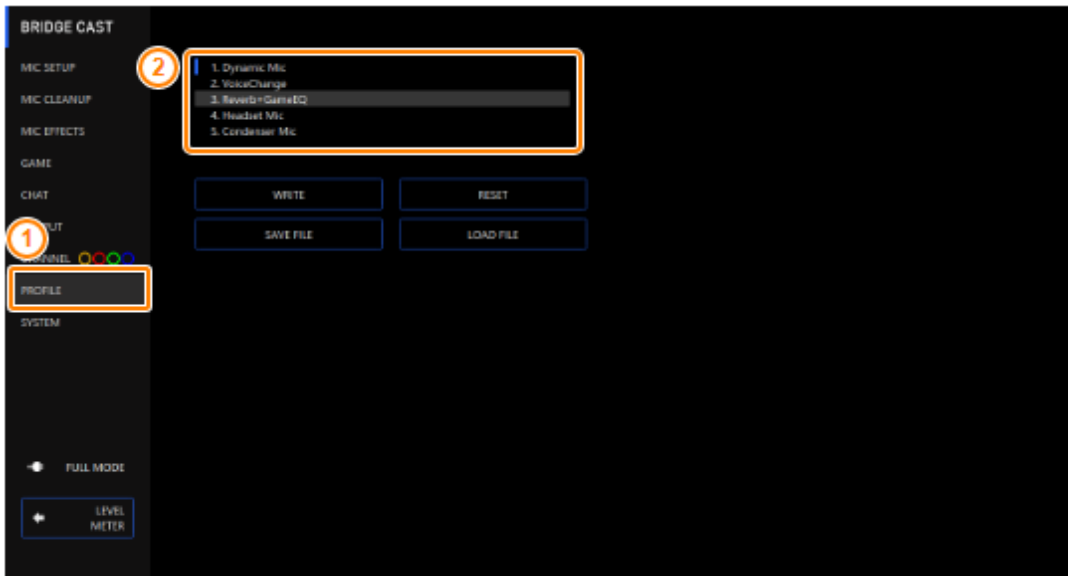 BRIDGE CAST
MIC SETUP
MIC CLEANUP
MIC EFFECTS
GAME
CHAT
PUT
ANNEL
PROFILE
SYSTEM
FULL MODE
LEVEL
METER
1
2
1. Dynamic Mic
2. VoiceChange
3. Reverb+GameEQ
4. Headset Mic
5. Condenser Mic
WRITE
RESET
SAVE FILE
LOAD FILE